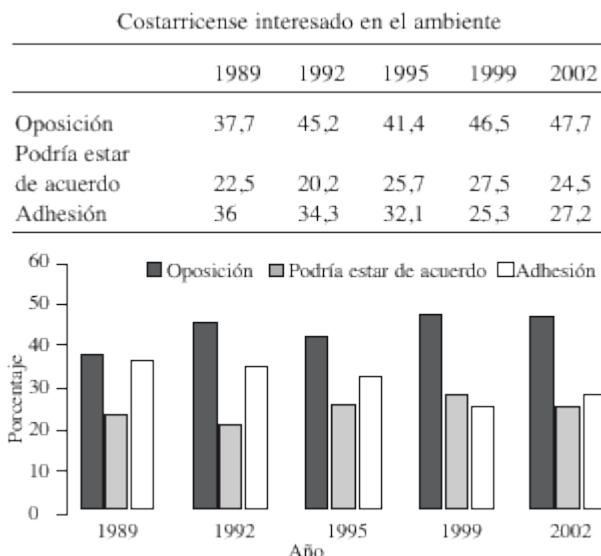 Costarricense interesado en el ambiente
1989 1992 1995 1999 2002
Oposición 37,7 45,2 41,4 46,5 47,7
Podría estar
de acuerdo 22,5 20,2 25,7 27,5 24,5
Adhesión 36 34,3 32,1 25,3 27,2
60
50
40
30
20
10
0
Porcentaje
Oposición Podría estar de acuerdo Adhesión
1989 1992 1995 1999 2002
Año